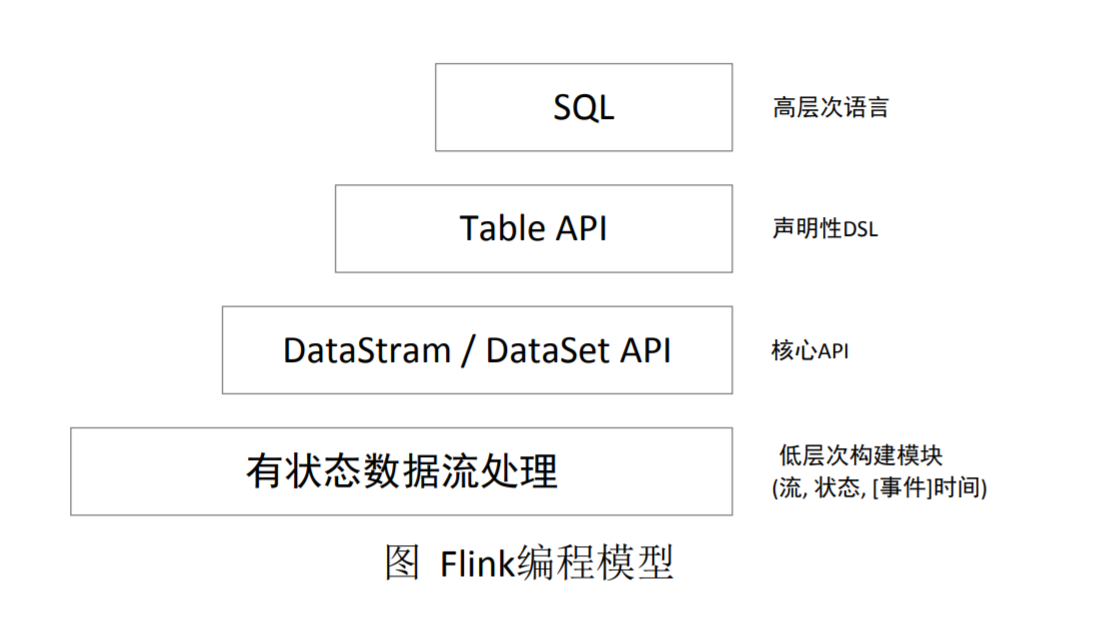 SQL 高层次语言
Table API 声明性DSL
DataStram / DataSet API 核心API
有状态数据流处理 低层次构建模块
(流, 状态, [事件]时间)
图 Flink编程模型